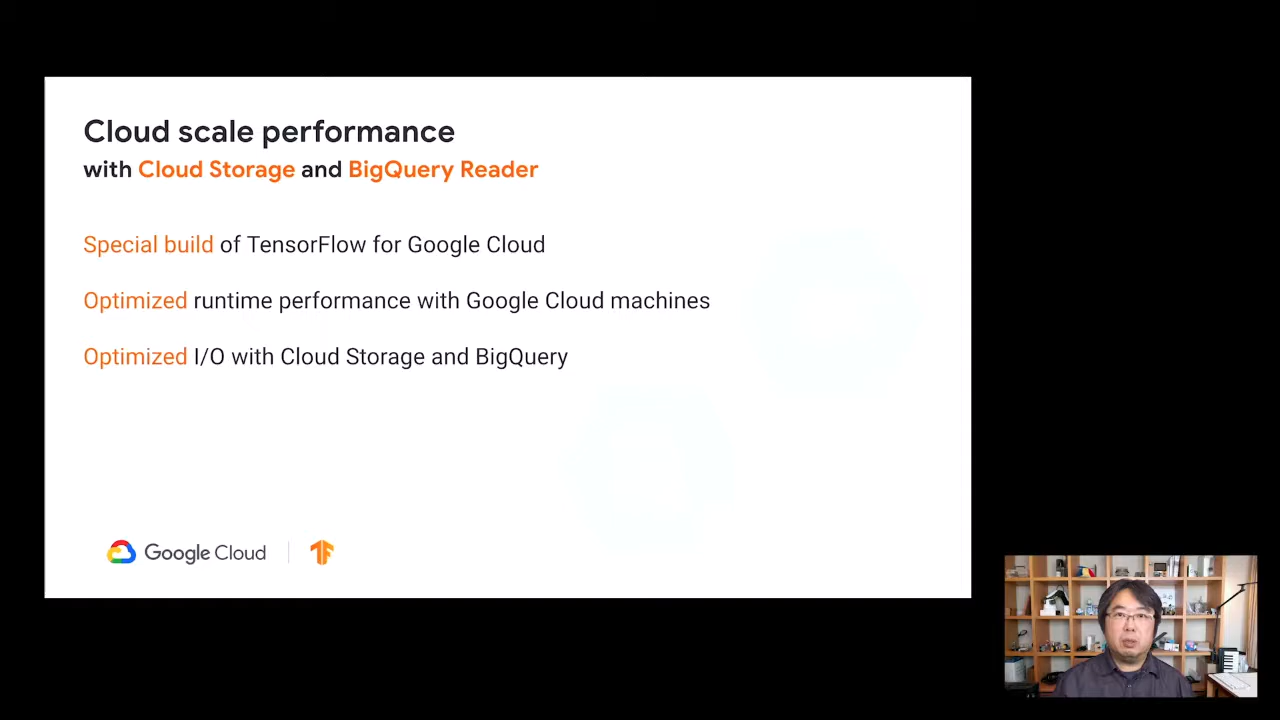 Cloud scale performance
with Cloud Storage and BigQuery Reader
Special build of TensorFlow for Google Cloud
Optimized runtime performance with Google Cloud machines
Optimized I/O with Cloud Storage and BigQuery
Google Cloud